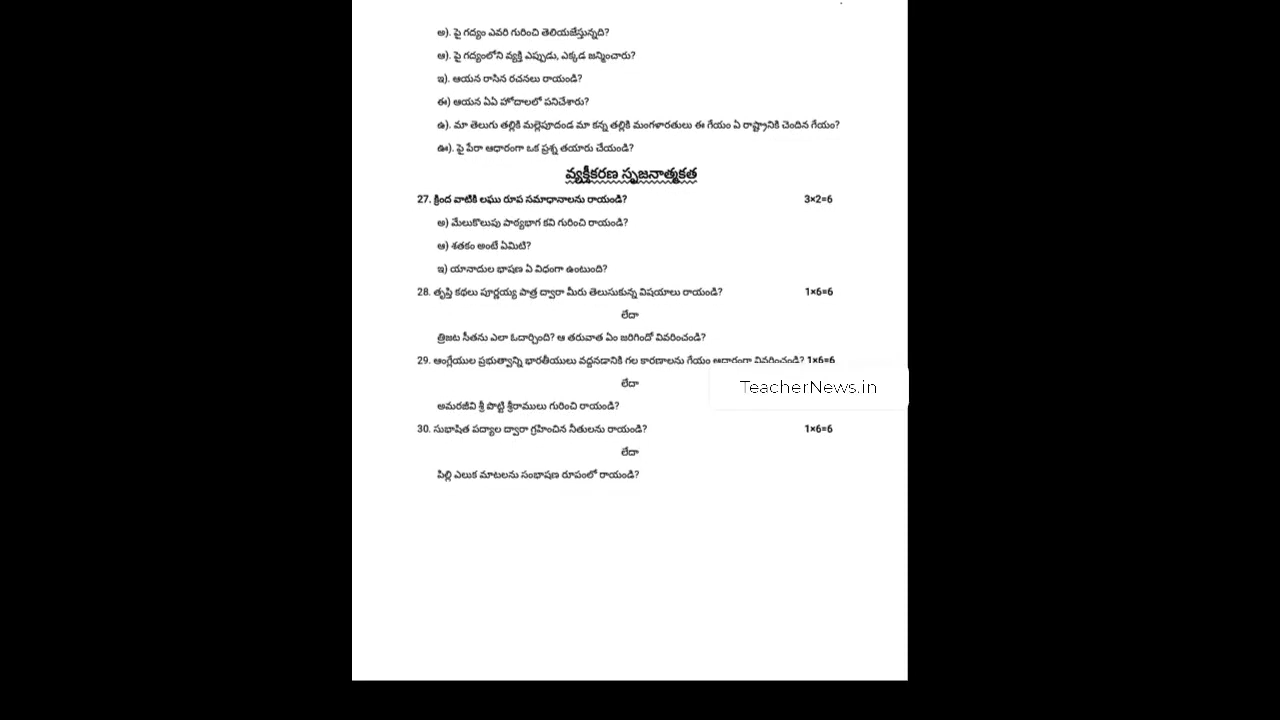 అ). పై గద్యం ఎవరి గురించి తెలియజేస్తున్నది?
ఆ). పై గద్యంలోని వ్యక్తి ఎప్పుడు, ఎక్కడ జన్మించారు?
ఇ). ఆయన రాసిన రచనలు రాయండి?
ఈ) ఆయన ఏఏ హోదాలలో పనిచేశారు?
ఉ). మా తెలుగు తల్లికి మల్లెపూదండ మా కన్న తల్లికి మంగళారతులు ఈ గేయం ఏ రాష్ట్రానికి చెందిన గేయం?
ఊ). పై పేరా ఆధారంగా ఒక ప్రశ్న తయారు చేయండి?
వ్యక్తీకరణ సృజనాత్మకత
27. క్రింద వాటికి లఘు రూప సమాధానాలను రాయండి? 3×2=6
అ) మేలుకొలుపు పాఠ్యభాగ కవి గురించి రాయండి?
ఆ) శతకం అంటే ఏమిటి?
ఇ) యానాదుల భాషణ ఏ విధంగా ఉంటుంది?
28. తృప్తి కథలు పూర్ణయ్య పాత్ర ద్వారా మీరు తెలుసుకున్న విషయాలు రాయండి? 1×6=6
లేదా
త్రిజట సీతను ఎలా ఓదార్చింది? ఆ తరువాత ఏం జరిగిందో వివరించండి?
29. ఆంగ్లేయుల ప్రభుత్వాన్ని భారతీయులు వద్దనడానికి గల కారణాలను గేయం ఆధారంగా వివరించండి? 1×6=6
లేదా
TeacherNews.in
అమరజీవి శ్రీ పొట్టి శ్రీరాములు గురించి రాయండి?
30. సుభాషిత పద్యాల ద్వారా గ్రహించిన నీతులను రాయండి? 1×6=6
లేదా
పిల్లి ఎలుక మాటలను సంభాషణ రూపంలో రాయండి?